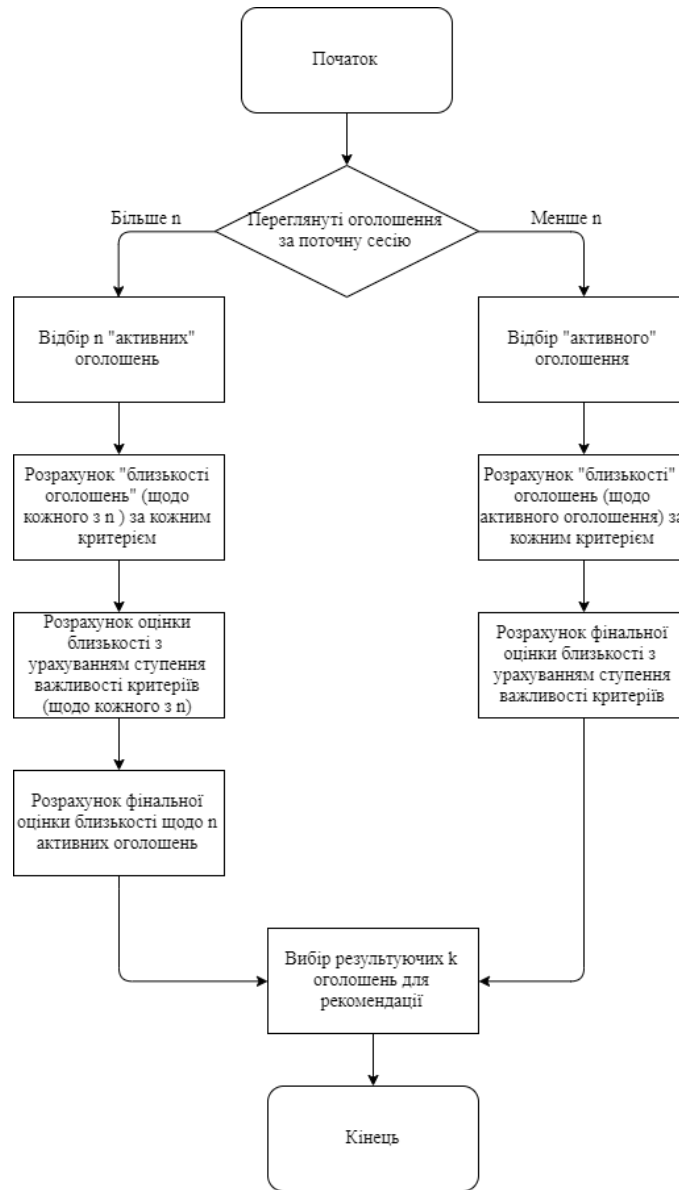 Початок
Переглянуті оголошення
за поточну сесію
Більше n
Менше n
Відбір n "активних"
оголошень
Відбір "активного"
оголошення
Розрахунок "близькості
оголошень" (щодо
кожного з n ) за кожним
критерієм
Розрахунок "близькості"
оголошень (щодо
активного оголошення) за
кожним критерієм
Розрахунок оцінки
близькості з
урахуванням ступення
важливості критеріїв
(щодо кожного з n)
Розрахунок фінальної
оцінки близькості з
урахуванням ступення
важливості критеріїв
Розрахунок фінальної
оцінки близькості щодо n
активних оголошень
Вибір результуючих k
оголошень для
рекомендації
Кінець